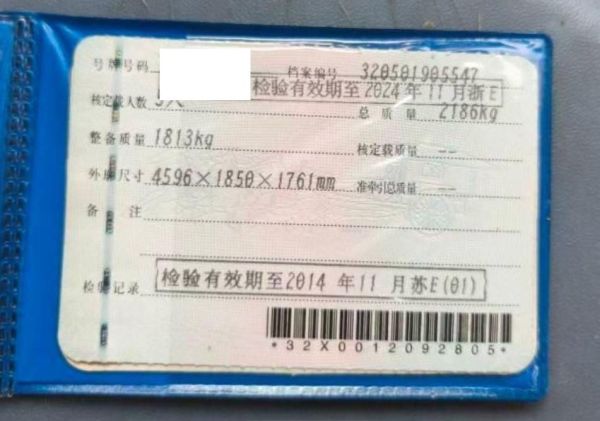 号牌号码 档案编号 320501905547
检验有效期至2024年11月浙E
核定载人数 5人 总质量 2186kg
整备质量 1813kg 核定载质量 --
外廓尺寸 4596×1850×1761mm 准牵引总质量 --
备注
检验记录 检验有效期至2014年11月苏E(01)
*32X0012092805*